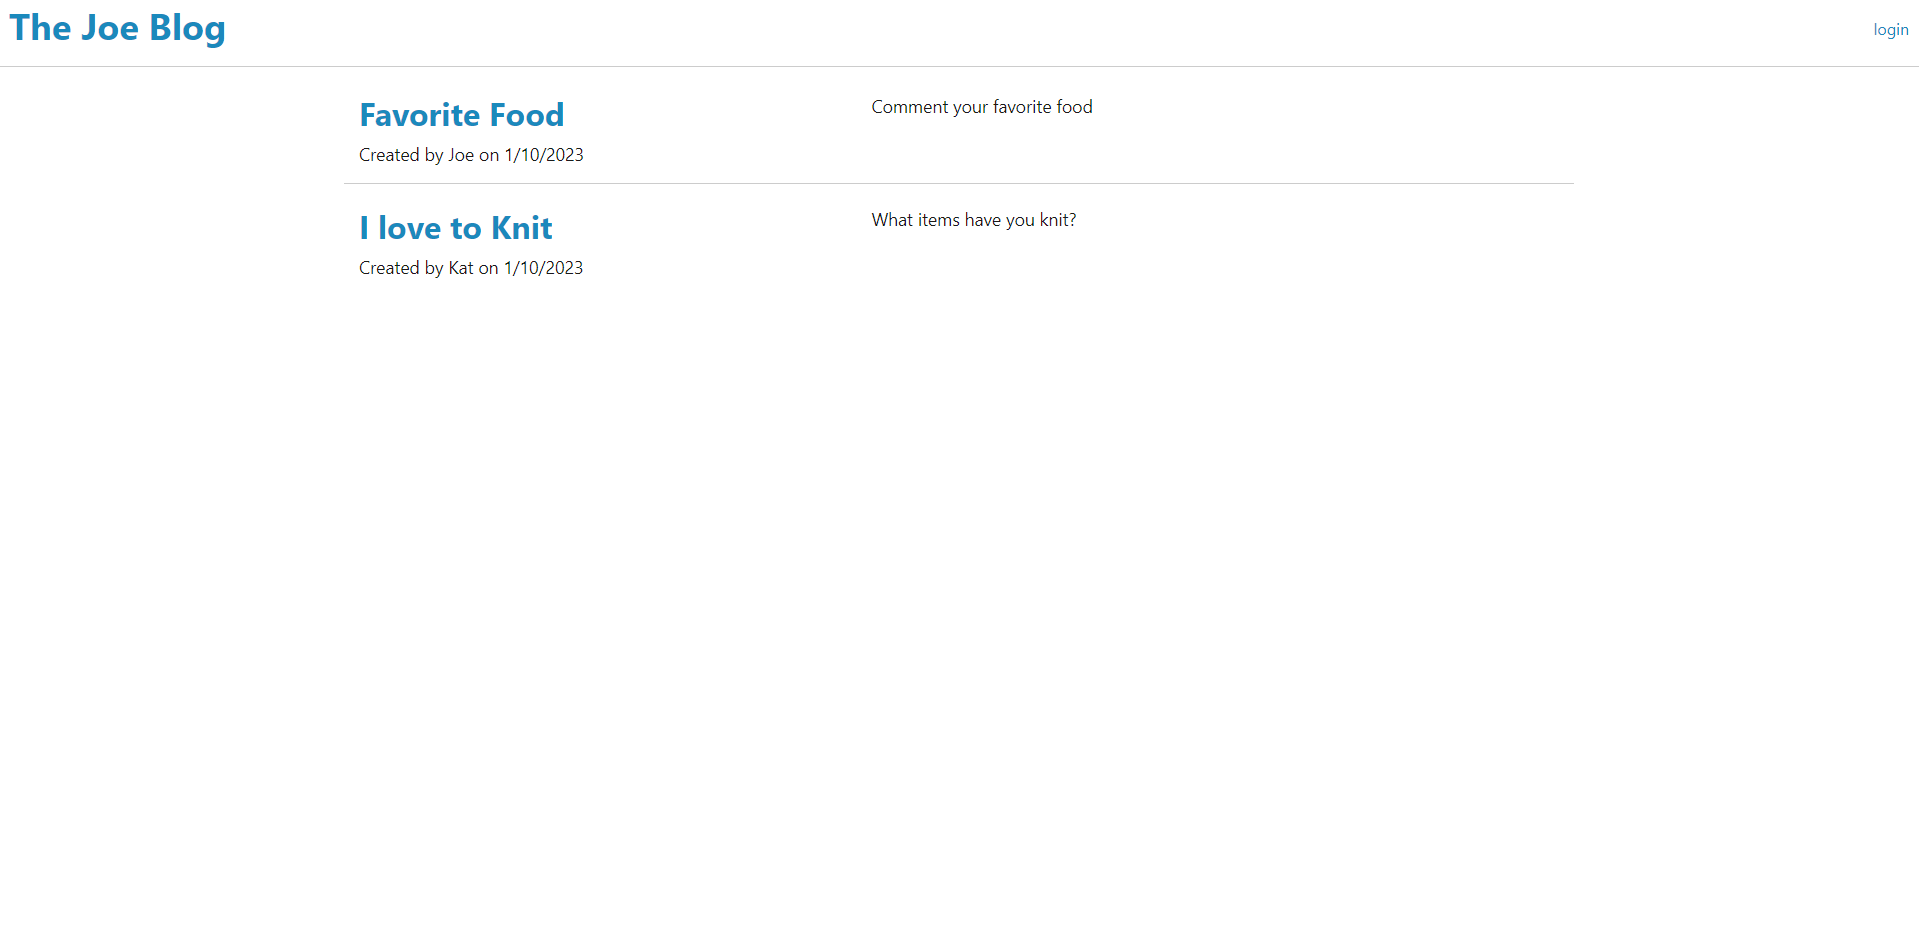 The Joe Blog
login
Favorite Food
Created by Joe on 1/10/2023
Comment your favorite food
I love to Knit
Created by Kat on 1/10/2023
What items have you knit?